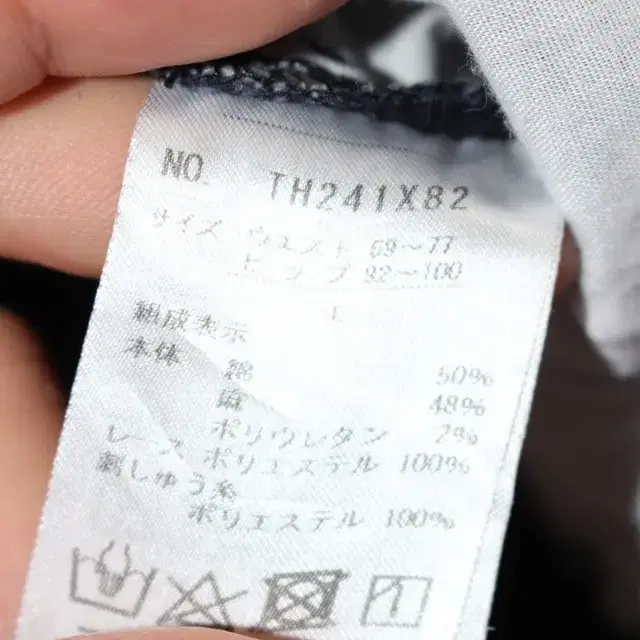 NO. TH241X82
サイズ ウエスト 69～77
ヒップ 92～100
L
組成表示
本体 綿 50%
麻 48%
ポリウレタン 2%
レース ポリエステル 100%
刺しゅう糸
ポリエステル 100%